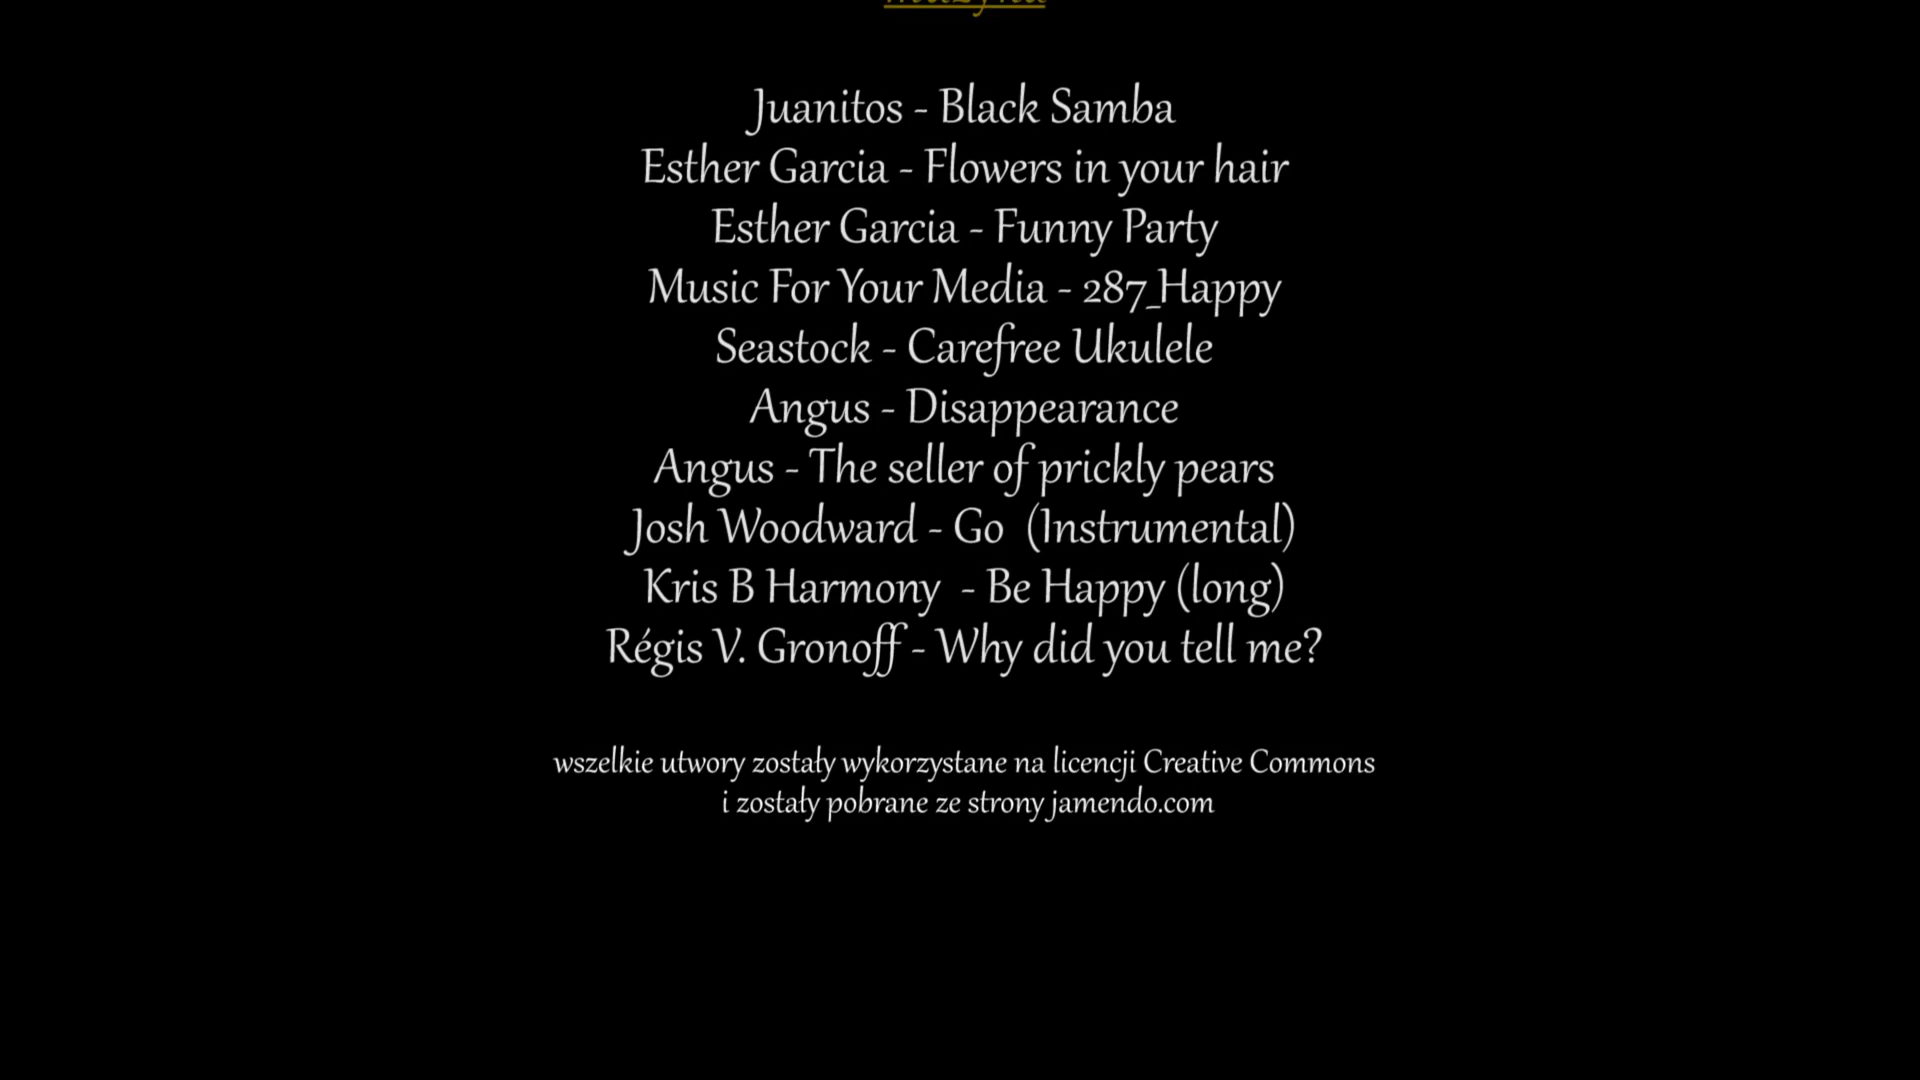 Juanitos - Black Samba
Esther Garcia - Flowers in your hair
Esther Garcia - Funny Party
Music For Your Media - 287_Happy
Seastock - Carefree Ukulele
Angus - Disappearance
Angus - The seller of prickly pears
Josh Woodward - Go (Instrumental)
Kris B Harmony - Be Happy (long)
Régis V. Gronoff - Why did you tell me?
wszelkie utwory zostały wykorzystane na licencji Creative Commons
i zostały pobrane ze strony jamendo.com